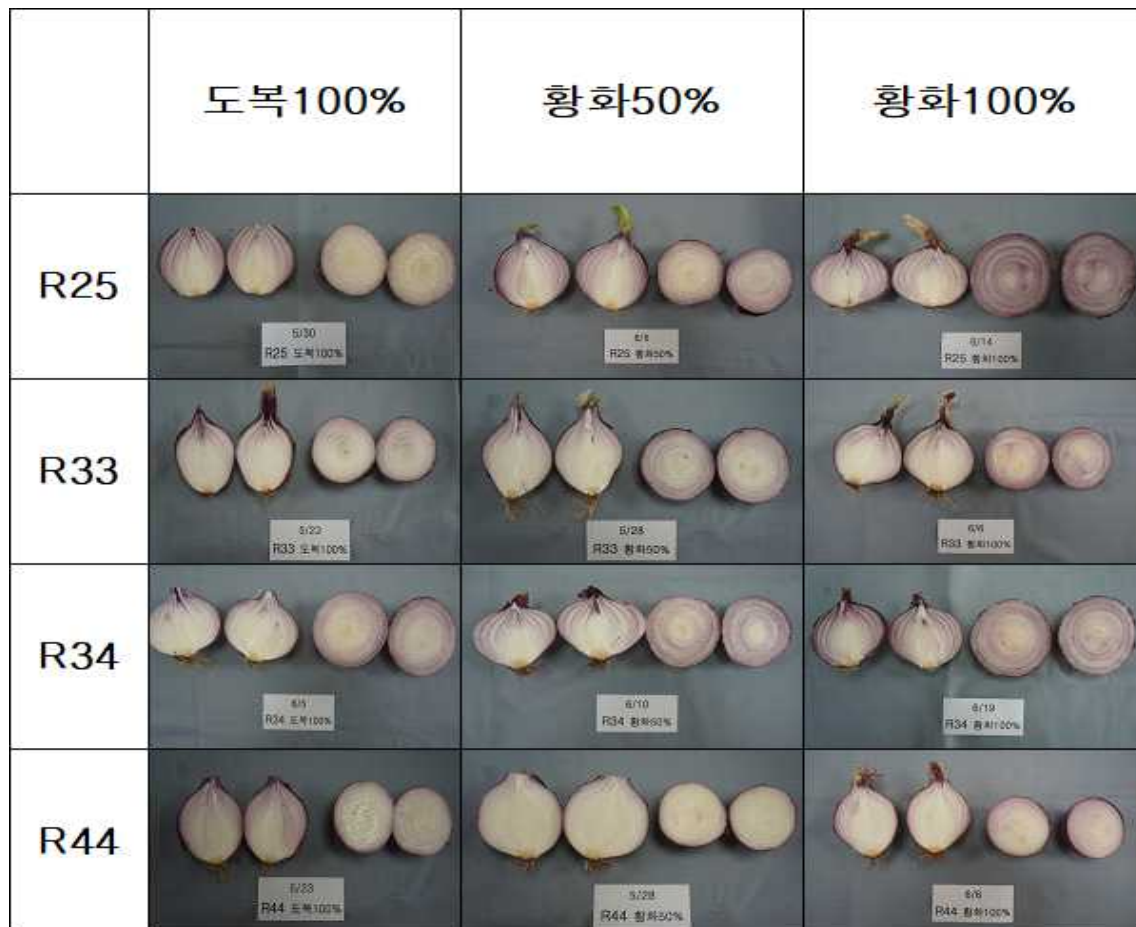 도복100%
황화50%
황화100%
R25
5/30
R25 도복100%
6/6
R25 황화50%
6/14
R25 황화100%
R33
5/23
R33 도복100%
5/28
R33 황화50%
6/6
R33 황화100%
R34
6/5
R34 도복100%
6/10
R34 황화50%
6/19
R34 황화100%
R44
5/23
R44 도복100%
5/28
R44 황화50%
6/6
R44 황화100%